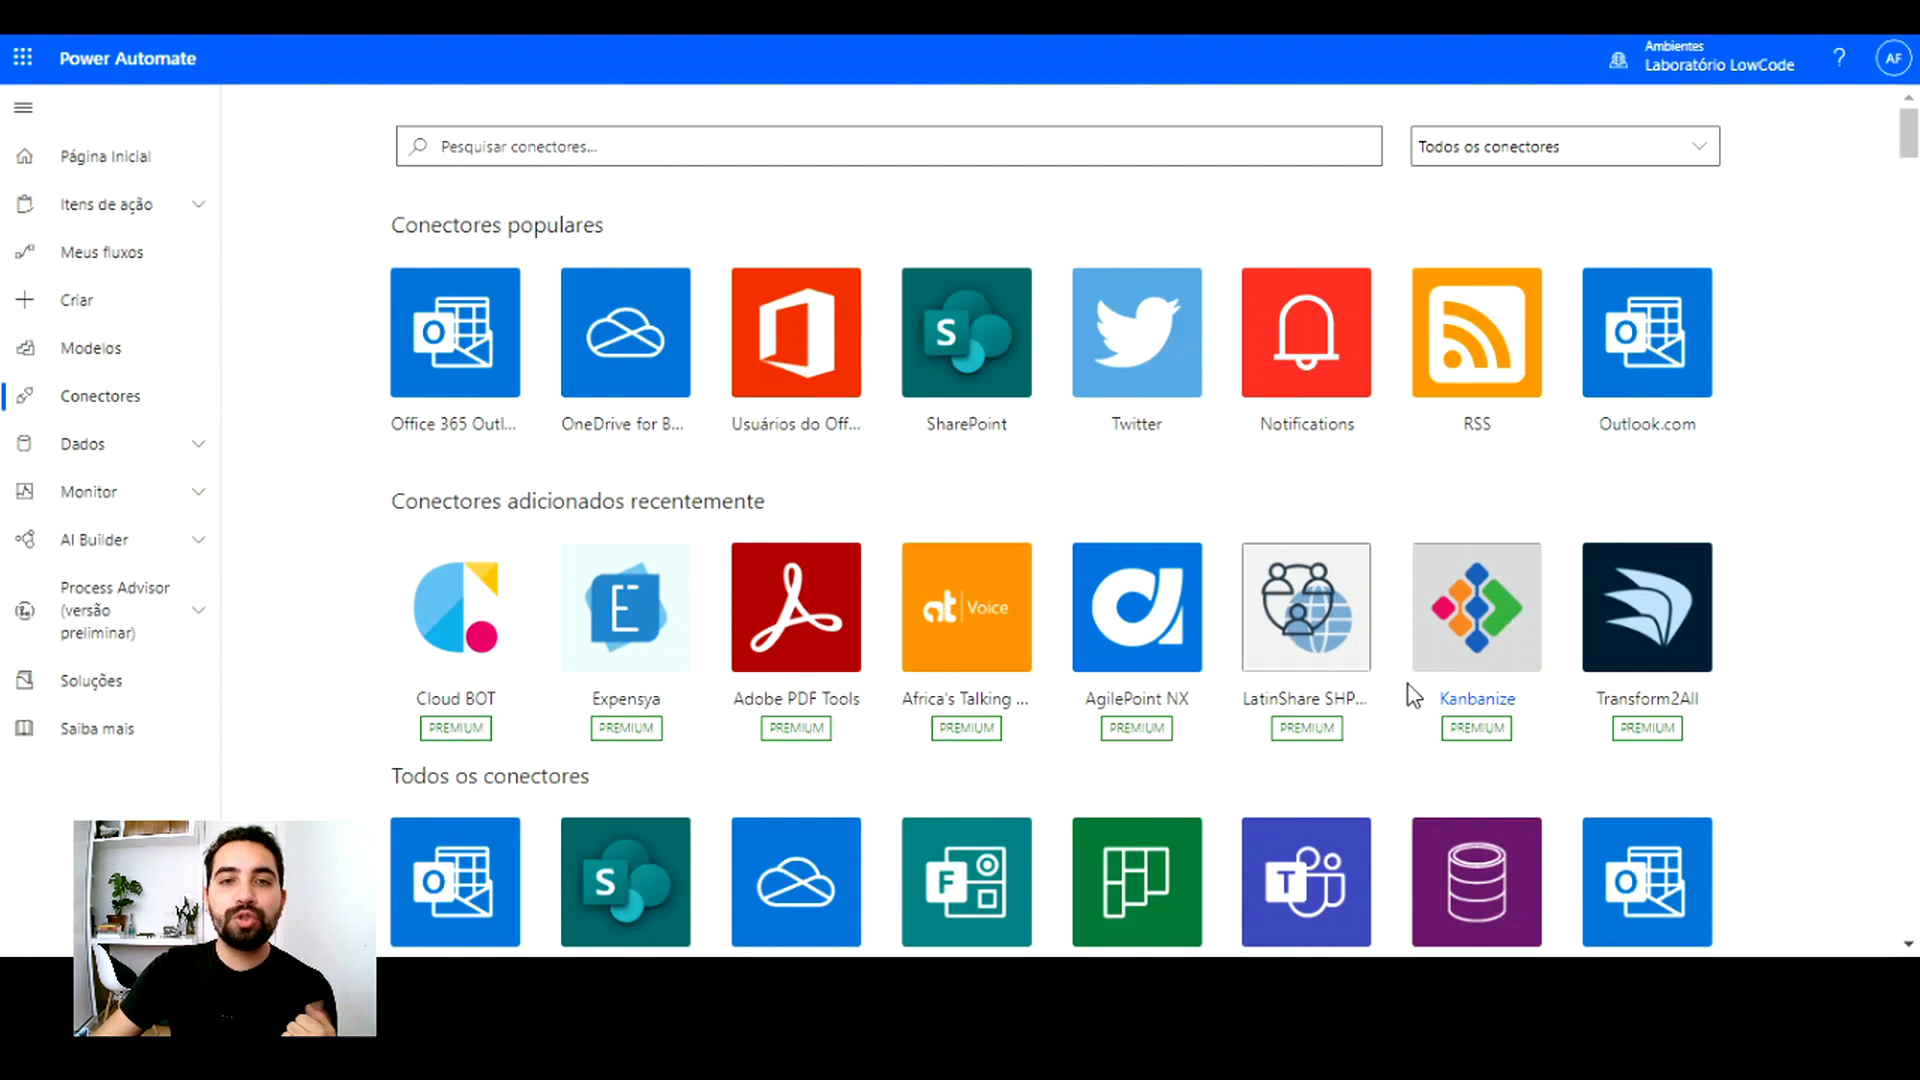 Power Automate
Ambientes
Laboratório LowCode
?
AF
Pesquisar conectores...
Todos os conectores
Página Inicial
Itens de ação
Meus fluxos
Criar
Modelos
Conectores
Dados
Monitor
AI Builder
Process Advisor
(versão
preliminar)
Soluções
Saiba mais
Conectores populares
Office 365 Outl...
OneDrive for B...
Usuários do Off...
SharePoint
Twitter
Notifications
RSS
Outlook.com
Conectores adicionados recentemente
at Voice
Cloud BOT
Expensya
Adobe PDF Tools
Africa's Talking ...
AgilePoint NX
LatinShare SHP...
Kanbanize
Transform2All
PREMIUM
PREMIUM
PREMIUM
PREMIUM
PREMIUM
PREMIUM
PREMIUM
PREMIUM
Todos os conectores